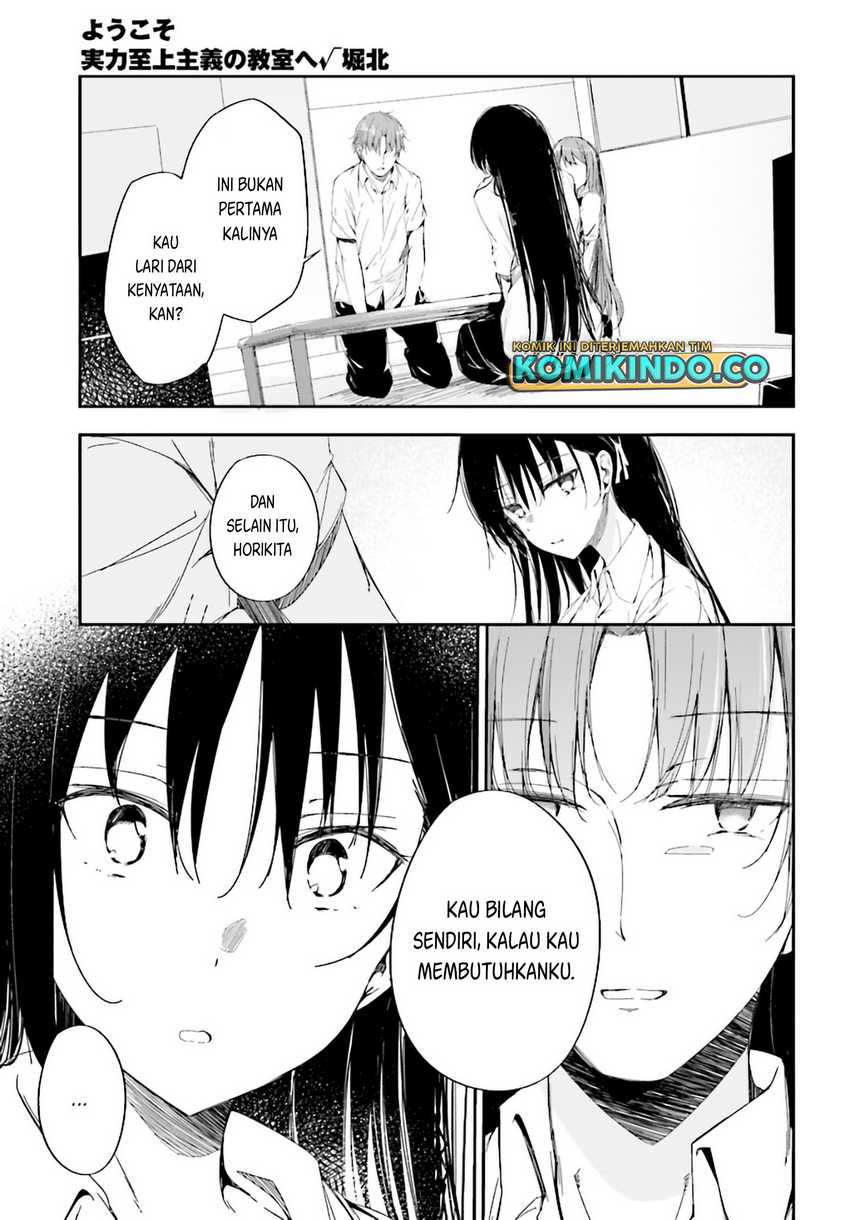 ようこそ
実力至上主義の教室へ√堀北
INI BUKAN
PERTAMA
KALINYA
KAU
LARI DARI
KENYATAAN,
KAN?
KOMIK INI DITERJEMAHKAN TIM
KOMIKINDO.CO
DAN
SELAIN ITU,
HORIKITA
KAU BILANG
SENDIRI, KALAU KAU
MEMBUTUHKANKU.
...